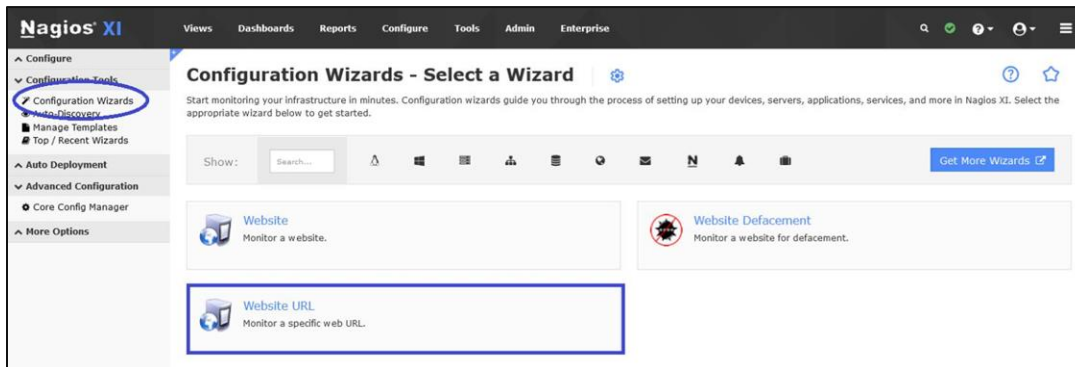 Nagios® XI
Views Dashboards Reports Configure Tools Admin Enterprise
Configure
Configuration Tools
Configuration Wizards
Auto-Discovery
Manage Templates
Top / Recent Wizards
Auto Deployment
Advanced Configuration
Core Config Manager
More Options
Configuration Wizards - Select a Wizard
Start monitoring your infrastructure in minutes. Configuration wizards guide you through the process of setting up your devices, servers, applications, services, and more in Nagios XI. Select the
appropriate wizard below to get started.
Show: Search... N Get More Wizards
Website
Monitor a website.
Website Defacement
Monitor a website for defacement.
Website URL
Monitor a specific web URL.